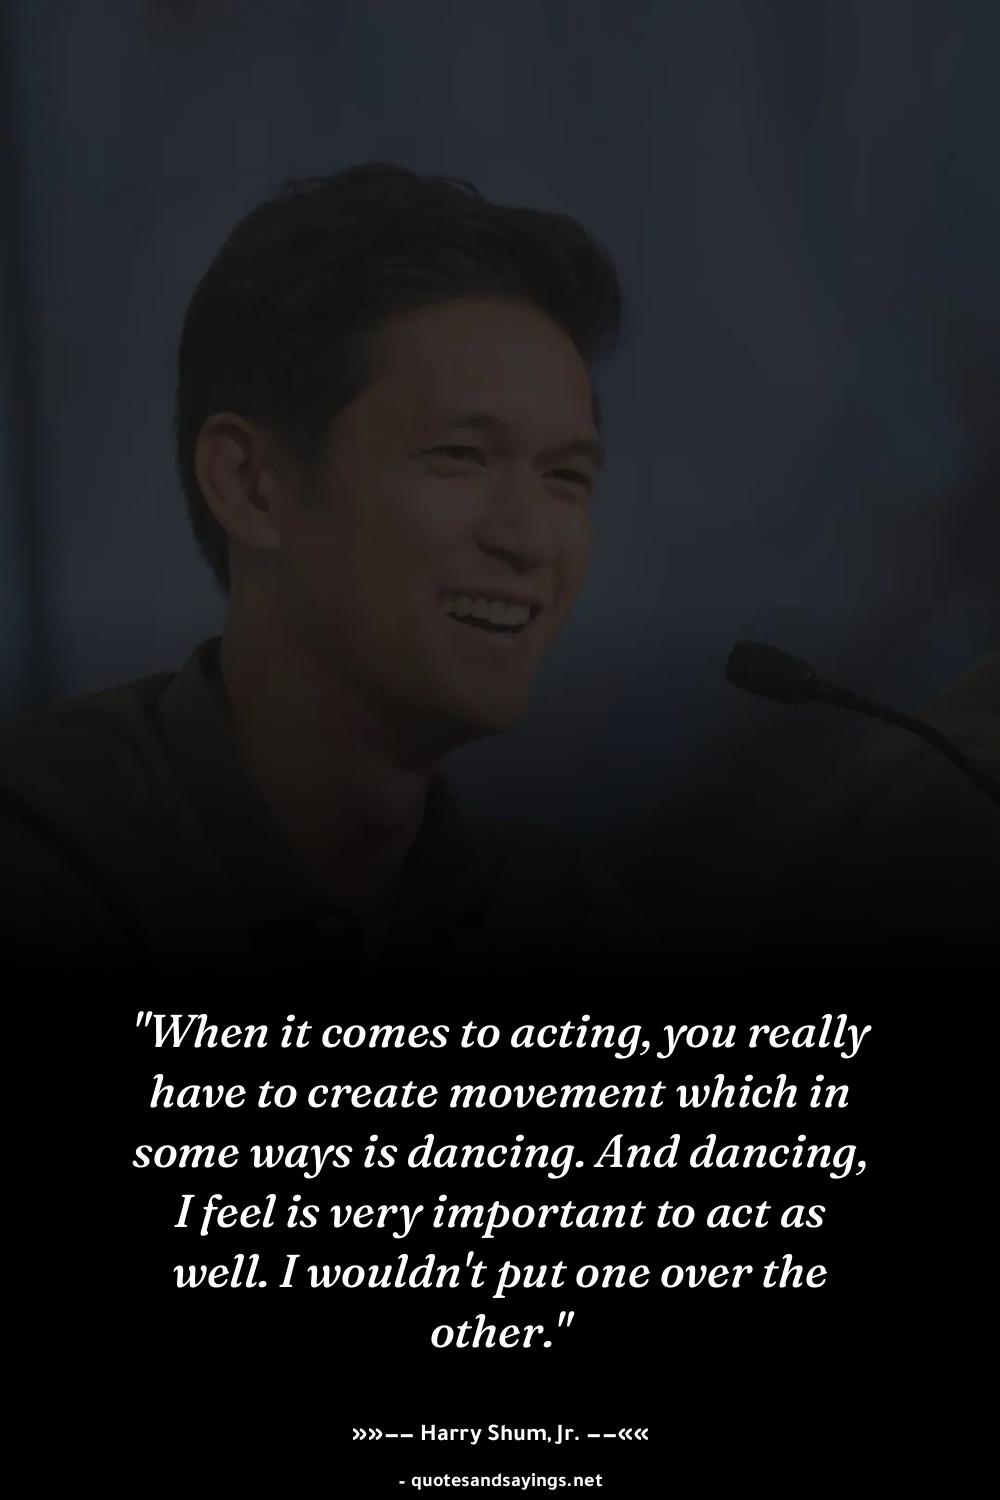 "When it comes to acting, you really
have to create movement which in
some ways is dancing. And dancing,
I feel is very important to act as
well. I wouldn't put one over the
other."
»»−− Harry Shum, Jr. −−««
- quotesandsayings.net